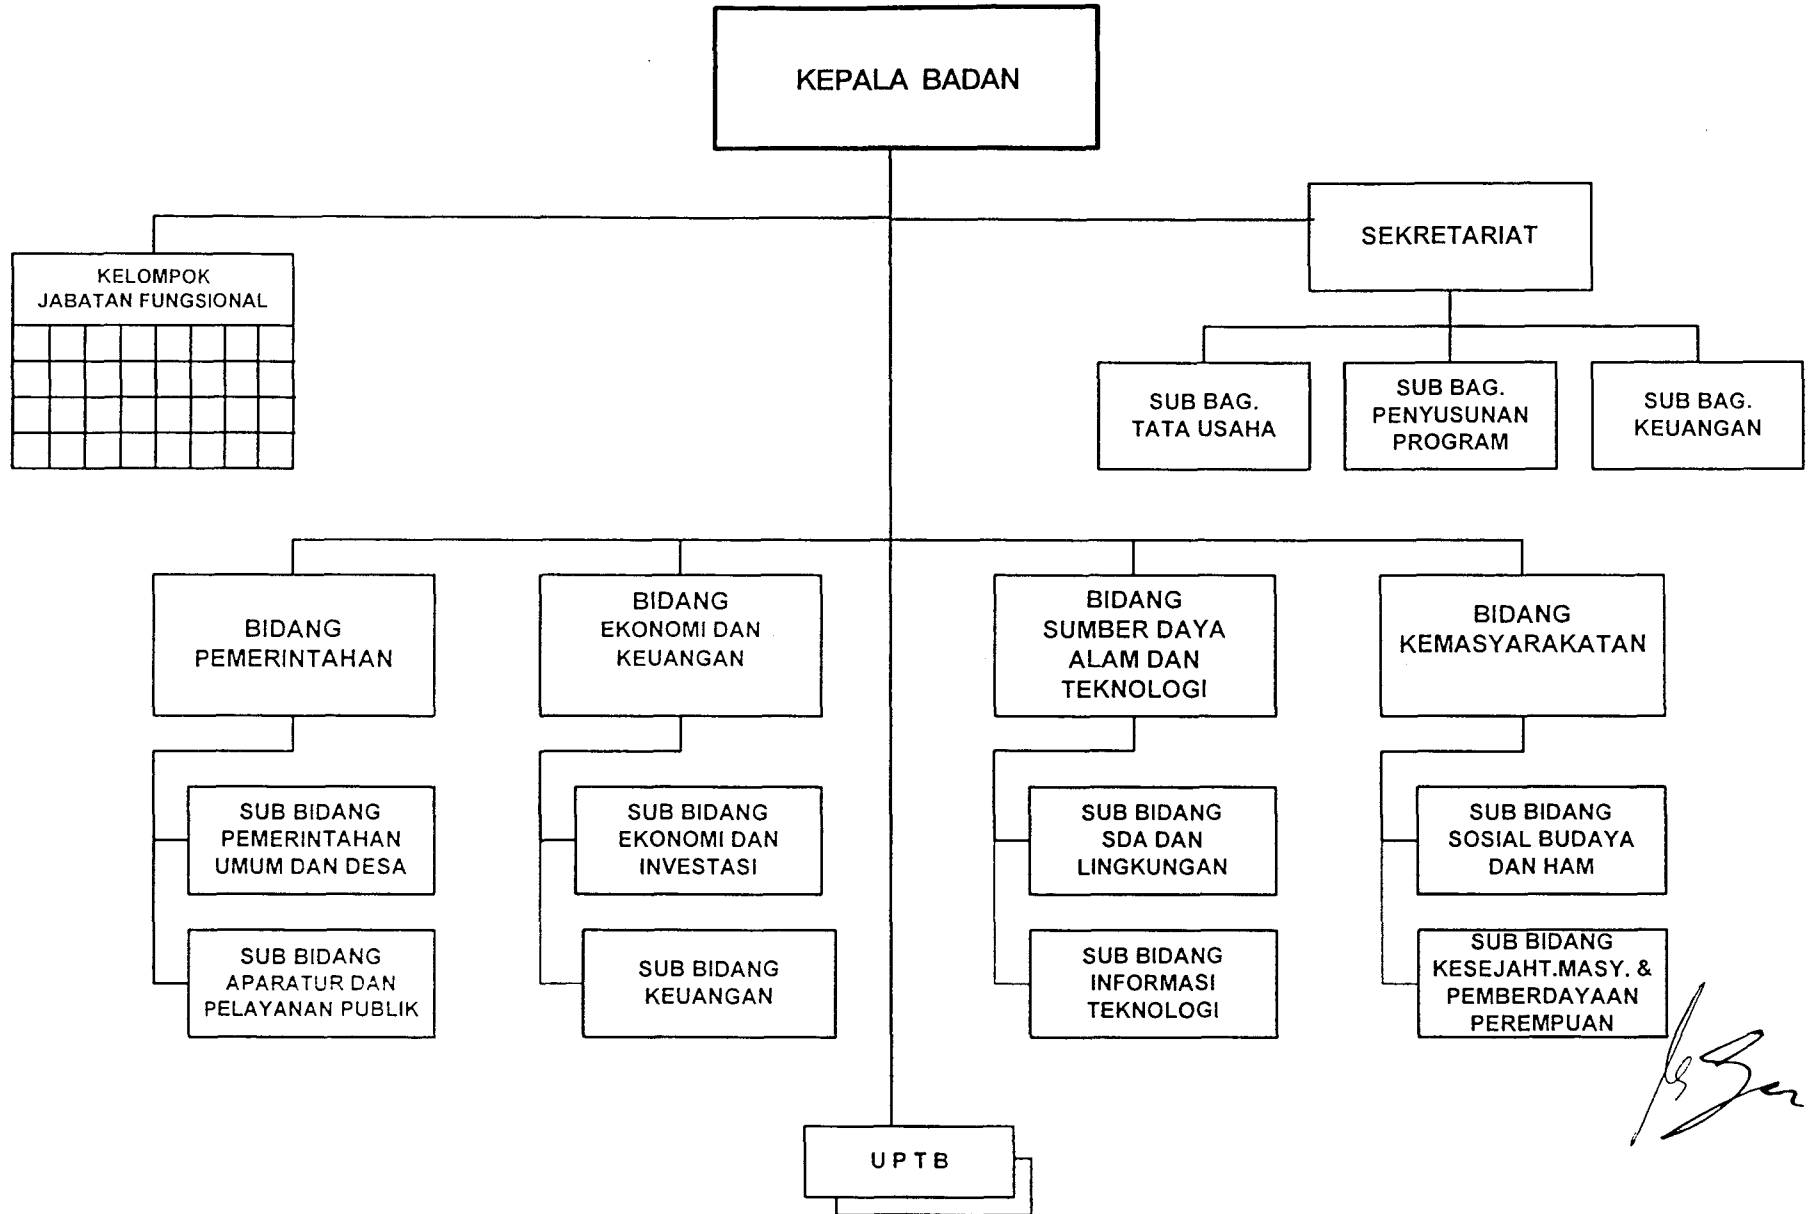 KEPALA BADAN
SEKRETARIAT
KELOMPOK
JABATAN FUNGSIONAL
SUB BAG.
TATA USAHA
SUB BAG.
PENYUSUNAN
PROGRAM
SUB BAG.
KEUANGAN
BIDANG
PEMERINTAHAN
BIDANG
EKONOMI DAN
KEUANGAN
BIDANG
SUMBER DAYA
ALAM DAN
TEKNOLOGI
BIDANG
KEMASYARAKATAN
SUB BIDANG
PEMERINTAHAN
UMUM DAN DESA
SUB BIDANG
EKONOMI DAN
INVESTASI
SUB BIDANG
SDA DAN
LINGKUNGAN
SUB BIDANG
SOSIAL BUDAYA
DAN HAM
SUB BIDANG
APARATUR DAN
PELAYANAN PUBLIK
SUB BIDANG
KEUANGAN
SUB BIDANG
INFORMASI
TEKNOLOGI
SUB BIDANG
KESEJAHT.MASY. &
PEMBERDAYAAN
PEREMPUAN
U P T B